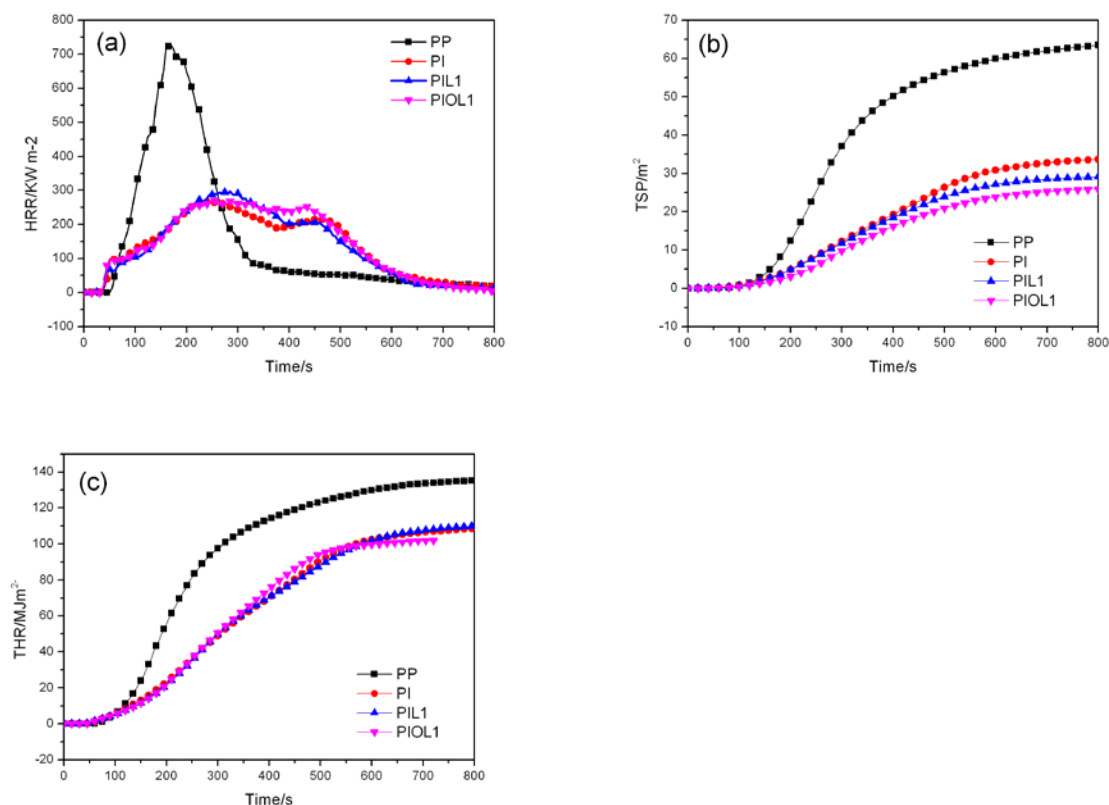 (a)
PP
PI
PIL1
PIOL1
HRR/KW m-2
800
700
600
500
400
300
200
100
0
-100
0 100 200 300 400 500 600 700 800
Time/s
(b)
PP
PI
PIL1
PIOL1
TSP/m²
70
60
50
40
30
20
10
0
-10
0 100 200 300 400 500 600 700 800
Time/s
(c)
PP
PI
PIL1
PIOL1
THR/MJm²⁻
140
120
100
80
60
40
20
0
-20
0 100 200 300 400 500 600 700 800
Time/s